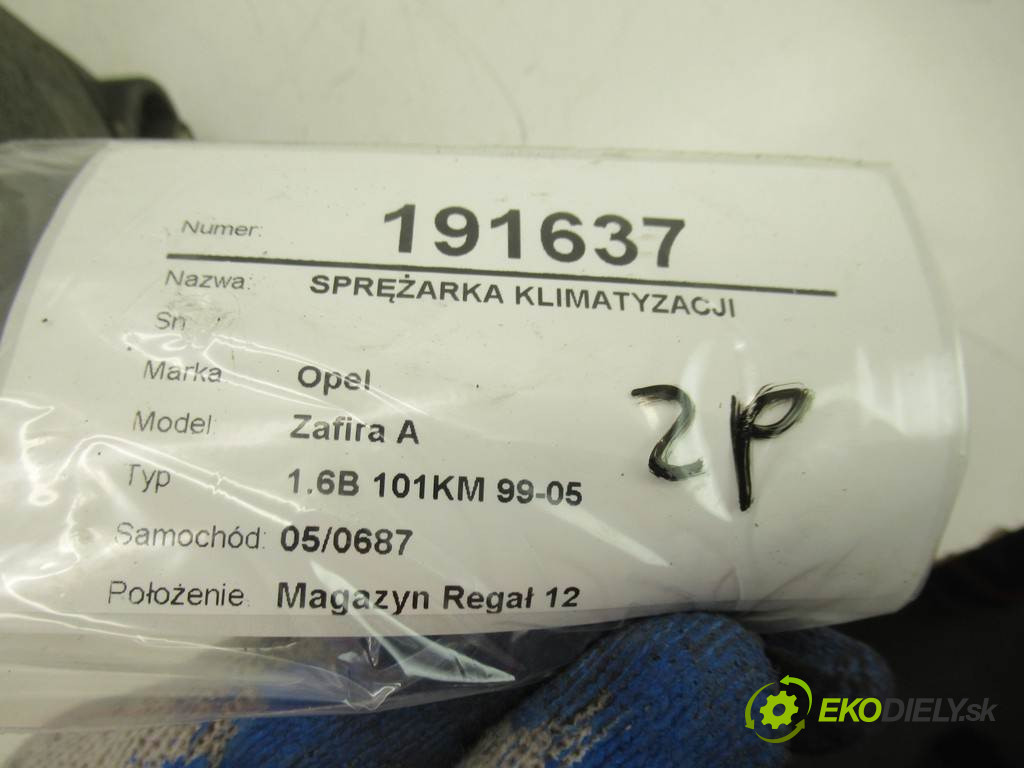 Numer: 191637
Nazwa: SPRĘŻARKA KLIMATYZACJI
Sn
Marka Opel
Model: Zafira A
Typ 1.6B 101KM 99-05
Samochód: 05/0687
Położenie: Magazyn Regał 12
2P
EKODIELY.sk